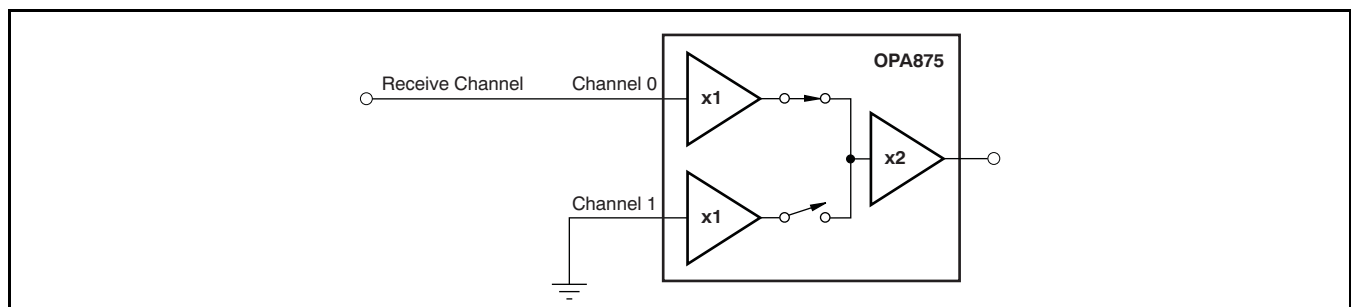 OPA875
Receive Channel
Channel 0
x1
x2
Channel 1
x1